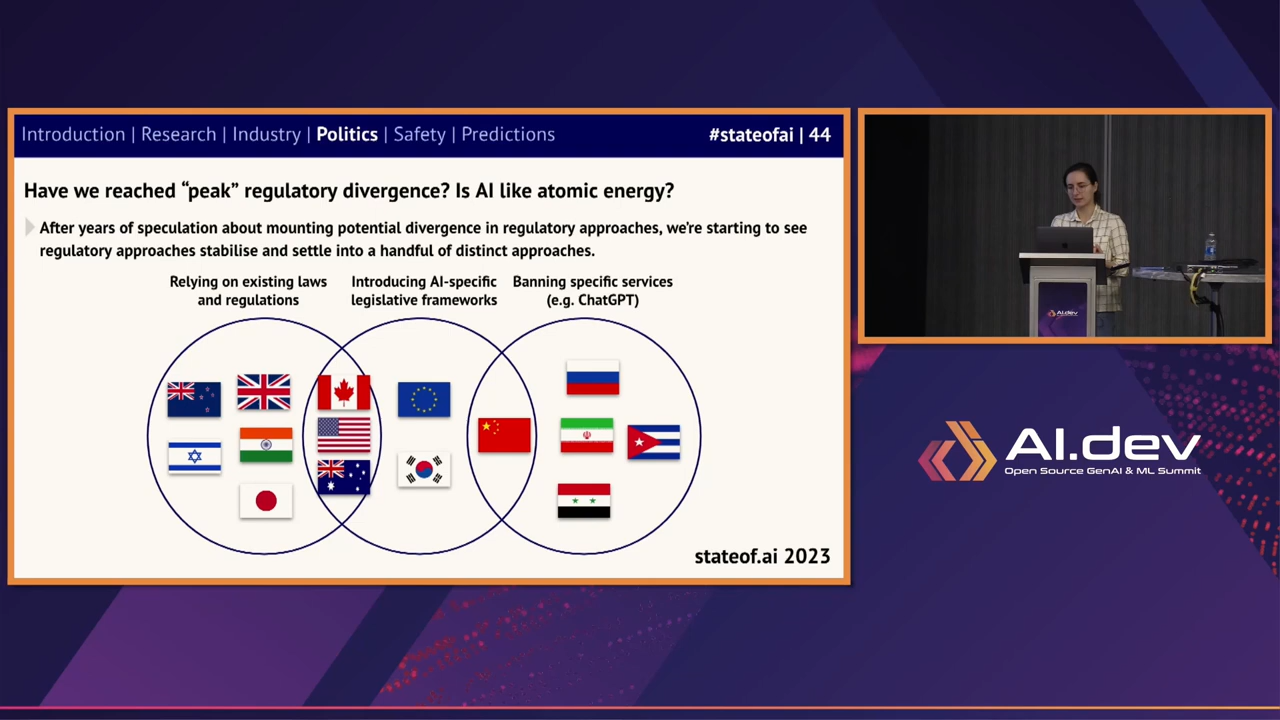 Introduction | Research | Industry | Politics | Safety | Predictions
#stateofai | 44
Have we reached “peak” regulatory divergence? Is AI like atomic energy?
After years of speculation about mounting potential divergence in regulatory approaches, we’re starting to see
regulatory approaches stabilise and settle into a handful of distinct approaches.
Relying on existing laws
and regulations
Introducing AI-specific
legislative frameworks
Banning specific services
(e.g. ChatGPT)
stateof.ai 2023
AI.dev
AI.dev
Open Source GenAI & ML Summit